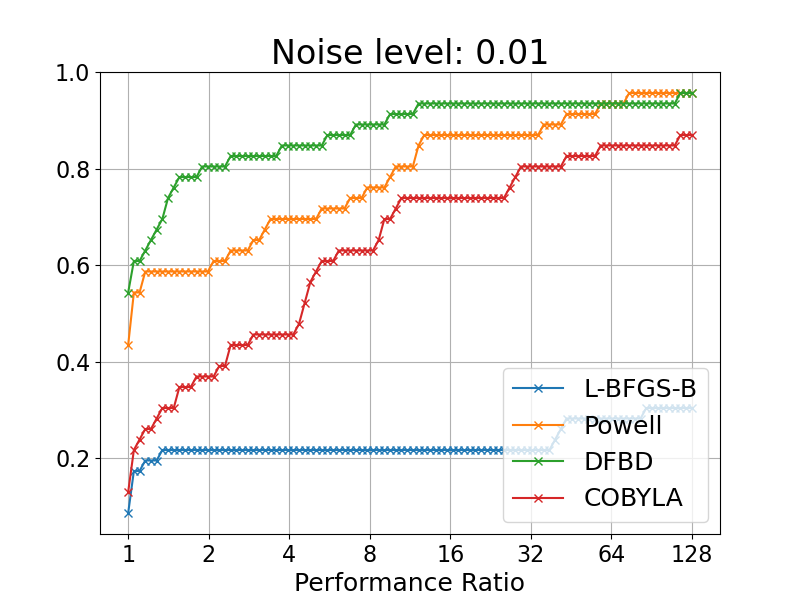 Noise level: 0.01
1.0
0.8
0.6
0.4
0.2
L-BFGS-B
Powell
DFBD
COBYLA
1 2 4 8 16 32 64 128
Performance Ratio